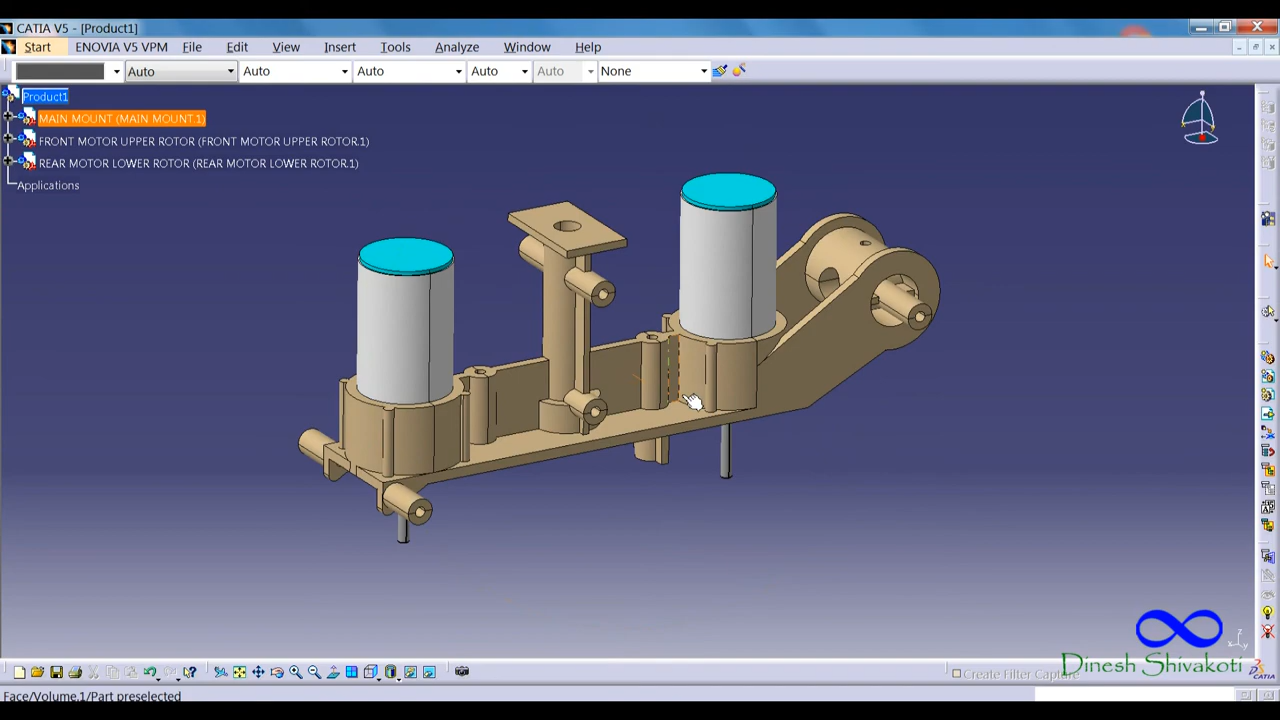 CATIA V5 - [Product1]
Start ENOVIA V5 VPM File Edit View Insert Tools Analyze Window Help
Auto Auto Auto Auto Auto None
Product1
MAIN MOUNT (MAIN MOUNT.1)
FRONT MOTOR UPPER ROTOR (FRONT MOTOR UPPER ROTOR.1)
REAR MOTOR LOWER ROTOR (REAR MOTOR LOWER ROTOR.1)
Applications
z
x y
Dinesh Shivakoti
Create Filter Capture
CATIA
Face/Volume.1/Part preselected